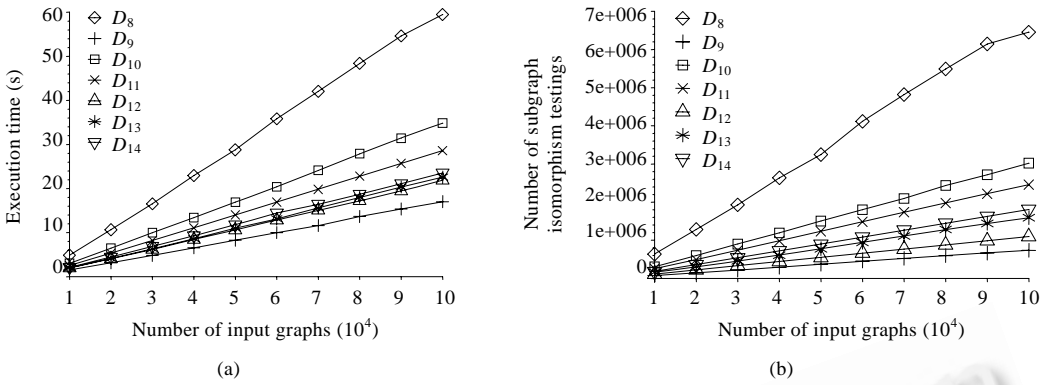 60
50
40
30
20
10
0
Execution time (s)
D8
D9
D10
D11
D12
D13
D14
1 2 3 4 5 6 7 8 9 10
Number of input graphs (10^4)
(a)
7e+006
6e+006
5e+006
4e+006
3e+006
2e+006
1e+006
0
Number of subgraph
isomorphism testings
D8
D9
D10
D11
D12
D13
D14
1 2 3 4 5 6 7 8 9 10
Number of input graphs (10^4)
(b)